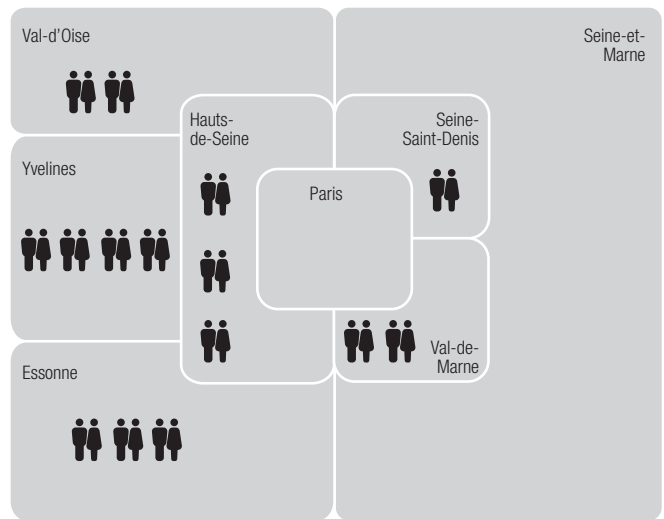 Val-d’Oise
Seine-et-
Marne
Hauts-
de-Seine
Seine-
Saint-Denis
Yvelines
Paris
Val-de-
Marne
Essonne